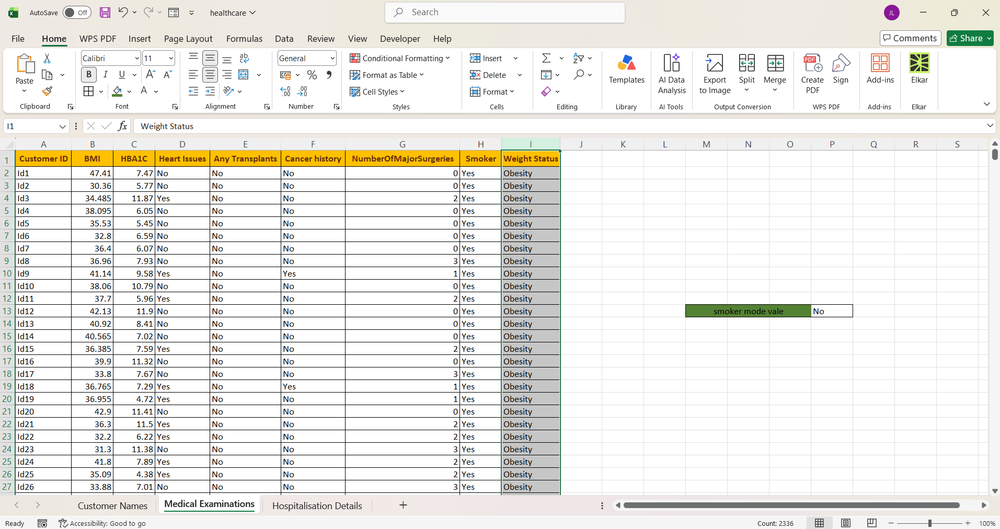 AutoSave Off healthcare Search JL
File Home WPS PDF Insert Page Layout Formulas Data Review View Developer Help Comments Share
Paste Calibri 11 B I U A A A ab c General % 9 .00 .00 Conditional Formatting Format as Table Cell Styles Insert Delete Format Templates AI Data Analysis Export to Image Split Merge Create PDF Sign Add-ins Elkar
Clipboard Font Alignment Number Styles Cells Editing Library AI Tools Output Conversion WPS PDF Add-ins Elkar
I1 fx Weight Status
A B C D E F G H I J K L M N O P Q R S
1 Customer ID BMI HBA1C Heart Issues Any Transplants Cancer history NumberOfMajorSurgeries Smoker Weight Status
2 Id1 47.41 7.47 No No No 0 Yes Obesity
3 Id2 30.36 5.77 No No No 0 Yes Obesity
4 Id3 34.485 11.87 Yes No No 2 Yes Obesity
5 Id4 38.095 6.05 No No No 0 Yes Obesity
6 Id5 35.53 5.45 No No No 0 Yes Obesity
7 Id6 32.8 6.59 No No No 0 Yes Obesity
8 Id7 36.4 6.07 No No No 0 Yes Obesity
9 Id8 36.96 7.93 No No No 3 Yes Obesity
10 Id9 41.14 9.58 Yes No Yes 1 Yes Obesity
11 Id10 38.06 10.79 No No No 0 Yes Obesity
12 Id11 37.7 5.96 Yes No No 2 Yes Obesity
13 Id12 42.13 11.9 No No No 0 Yes Obesity smoker mode vale No
14 Id13 40.92 8.41 No No No 0 Yes Obesity
15 Id14 40.565 7.02 No No No 0 Yes Obesity
16 Id15 36.385 7.59 Yes No No 2 Yes Obesity
17 Id16 39.9 11.32 No No No 0 Yes Obesity
18 Id17 33.8 7.67 No No No 3 Yes Obesity
19 Id18 36.765 7.29 Yes No Yes 1 Yes Obesity
20 Id19 36.955 4.72 Yes No No 1 Yes Obesity
21 Id20 42.9 11.41 No No No 0 Yes Obesity
22 Id21 36.3 11.5 Yes No No 2 Yes Obesity
23 Id22 32.2 6.22 Yes No No 2 Yes Obesity
24 Id23 31.3 11.38 No No No 3 Yes Obesity
25 Id24 41.8 7.89 Yes No No 2 Yes Obesity
26 Id25 35.09 4.38 Yes No No 2 Yes Obesity
27 Id26 33.88 7.01 No No No 3 Yes Obesity
Customer Names Medical Examinations Hospitalisation Details
Ready Accessibility: Good to go Count: 2336 100%